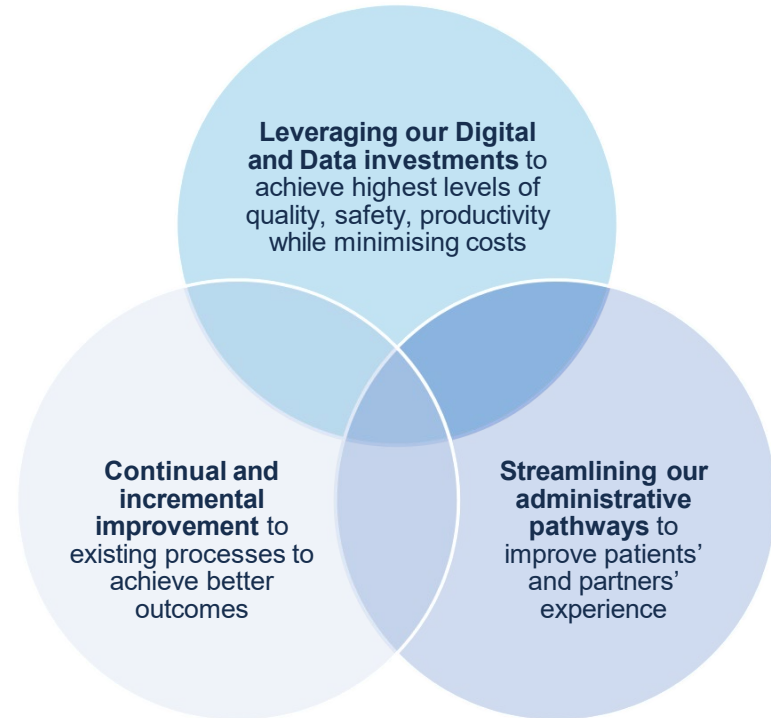 Leveraging our Digital
and Data investments to
achieve highest levels of
quality, safety, productivity
while minimising costs
Continual and
incremental
improvement to
existing processes to
achieve better
outcomes
Streamlining our
administrative
pathways to
improve patients’
and partners’
experience